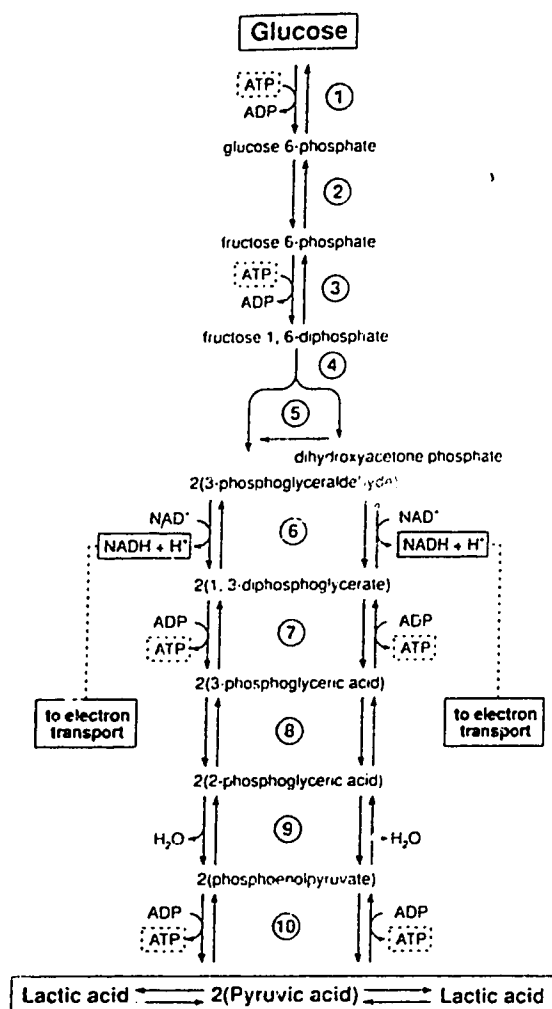 Glucose
ATP
ADP
①
glucose 6-phosphate
②
fructose 6-phosphate
ATP
ADP
③
fructose 1, 6-diphosphate
④
⑤
dihydroxyacetone phosphate
2(3-phosphoglyceraldehyde)
NAD⁺
NADH + H⁺
⑥
NAD⁺
NADH + H⁺
2(1, 3-diphosphoglycerate)
ADP
ATP
⑦
ADP
ATP
2(3-phosphoglyceric acid)
to electron
transport
⑧
to electron
transport
2(2-phosphoglyceric acid)
H₂O
⑨
H₂O
2(phosphoenolpyruvate)
ADP
ATP
⑩
ADP
ATP
Lactic acid 2(Pyruvic acid) Lactic acid